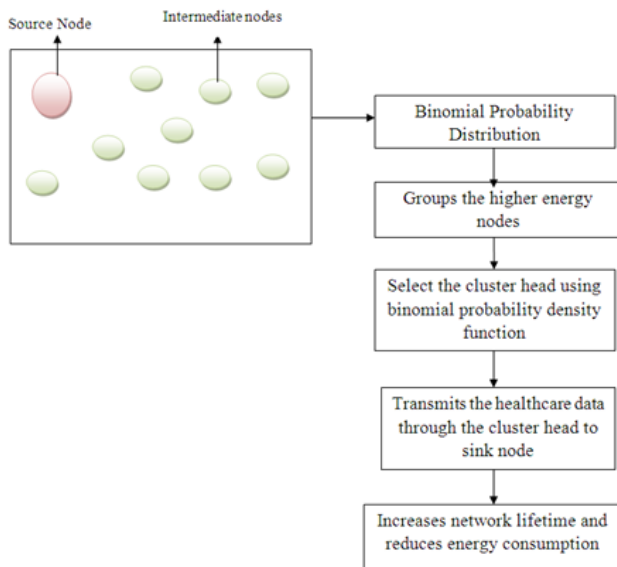 Source Node
Intermediate nodes
Binomial Probability
Distribution
Groups the higher energy
nodes
Select the cluster head using
binomial probability density
function
Transmits the healthcare data
through the cluster head to
sink node
Increases network lifetime and
reduces energy consumption